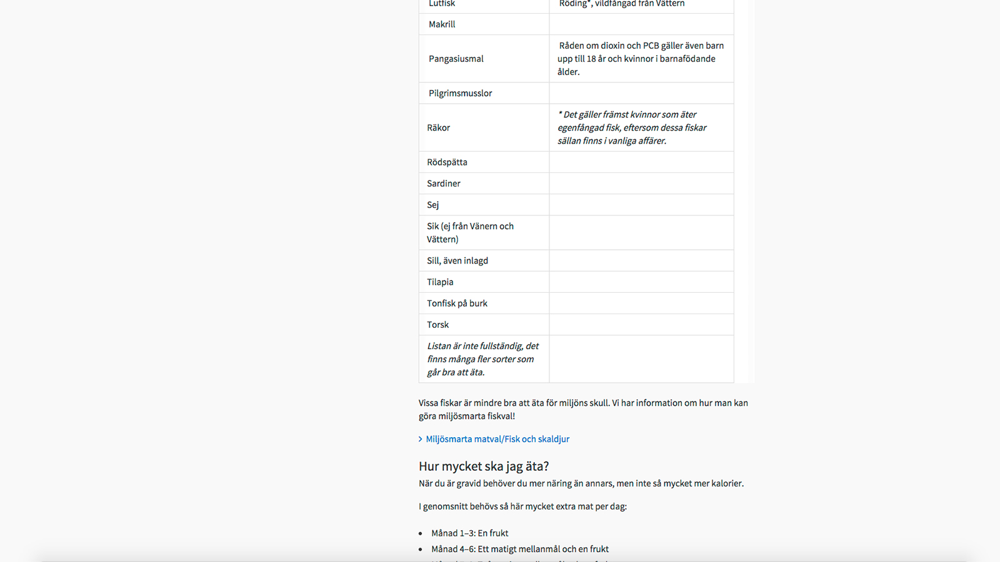 Lutfisk
Röding*, vildfångad från Vättern
Makrill
Pangasiusmal
Råden om dioxin och PCB gäller även barn
upp till 18 år och kvinnor i barnafödande
ålder.
Pilgrimsmusslor
Räkor
* Det gäller främst kvinnor som äter
egenfångad fisk, eftersom dessa fiskar
sällan finns i vanliga affärer.
Rödspätta
Sardiner
Sej
Sik (ej från Vänern och
Vättern)
Sill, även inlagd
Tilapia
Tonfisk på burk
Torsk
Listan är inte fullständig, det
finns många fler sorter som
går bra att äta.
Vissa fiskar är mindre bra att äta för miljöns skull. Vi har information om hur man kan
göra miljösmarta fiskval!
> Miljösmarta matval/Fisk och skaldjur
Hur mycket ska jag äta?
När du är gravid behöver du mer näring än annars, men inte så mycket mer kalorier.
I genomsnitt behövs så här mycket extra mat per dag:
• Månad 1–3: En frukt
• Månad 4–6: Ett matigt mellanmål och en frukt